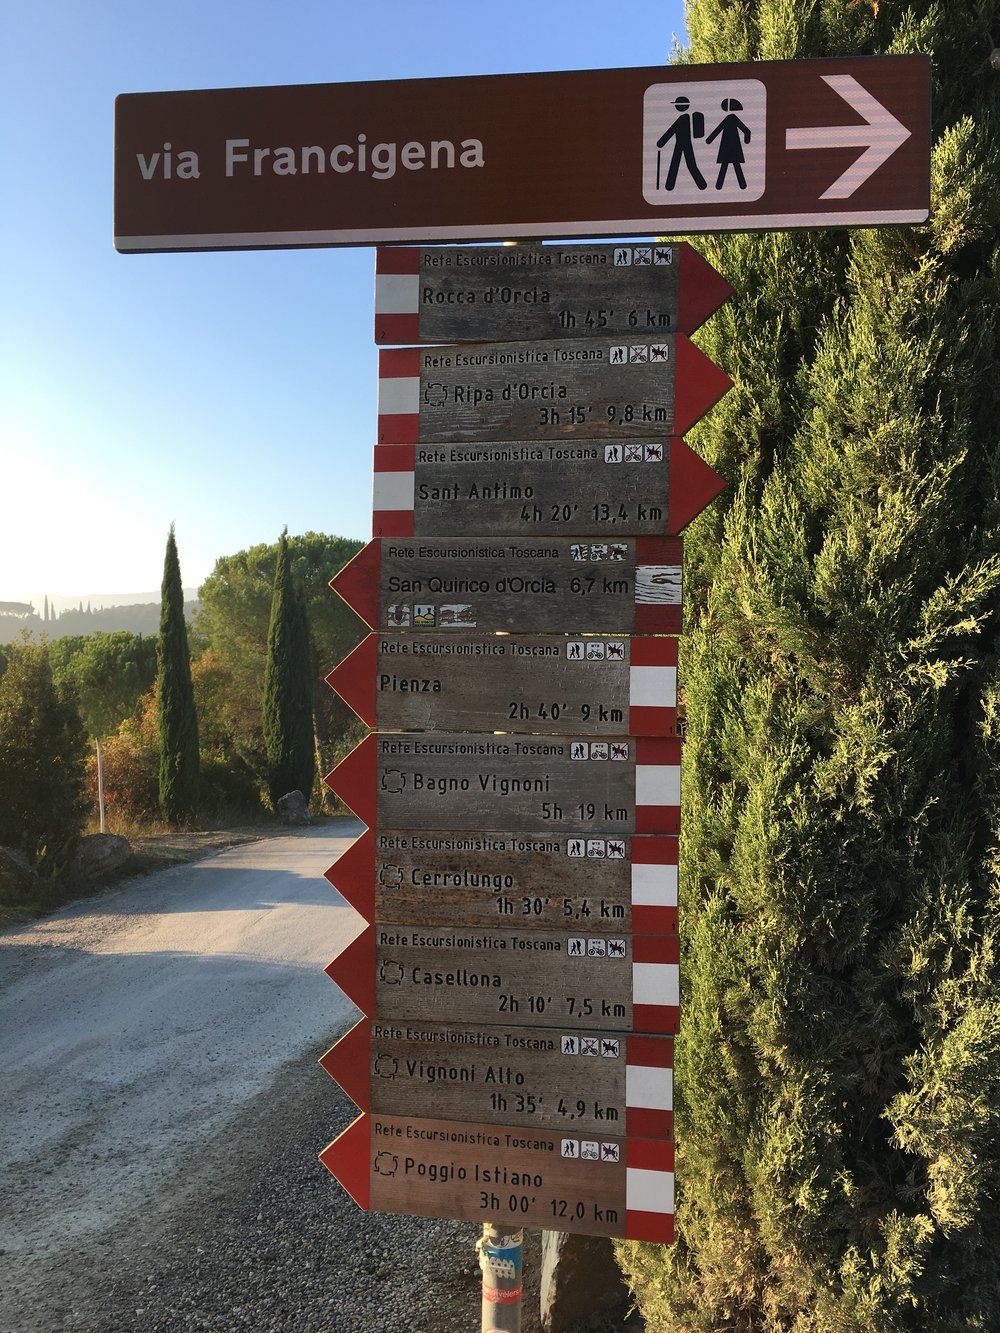 via Francigena
Rete Escursionistica Toscana
Rocca d'Orcia
1h 45' 6 km
Rete Escursionistica Toscana
Ripa d'Orcia
3h 15' 9,8 km
Rete Escursionistica Toscana
Sant Antimo
4h 20' 13,4 km
Rete Escursionistica Toscana
San Quirico d'Orcia 6,7 km
Rete Escursionistica Toscana
Pienza
2h 40' 9 km
Rete Escursionistica Toscana
Bagno Vignoni
5h 19 km
Rete Escursionistica Toscana
Cerrolungo
1h 30' 5,4 km
Rete Escursionistica Toscana
Casellona
2h 10' 7,5 km
Rete Escursionistica Toscana
Vignoni Alto
1h 35' 4,9 km
Rete Escursionistica Toscana
Poggio Istiano
3h 00' 12,0 km